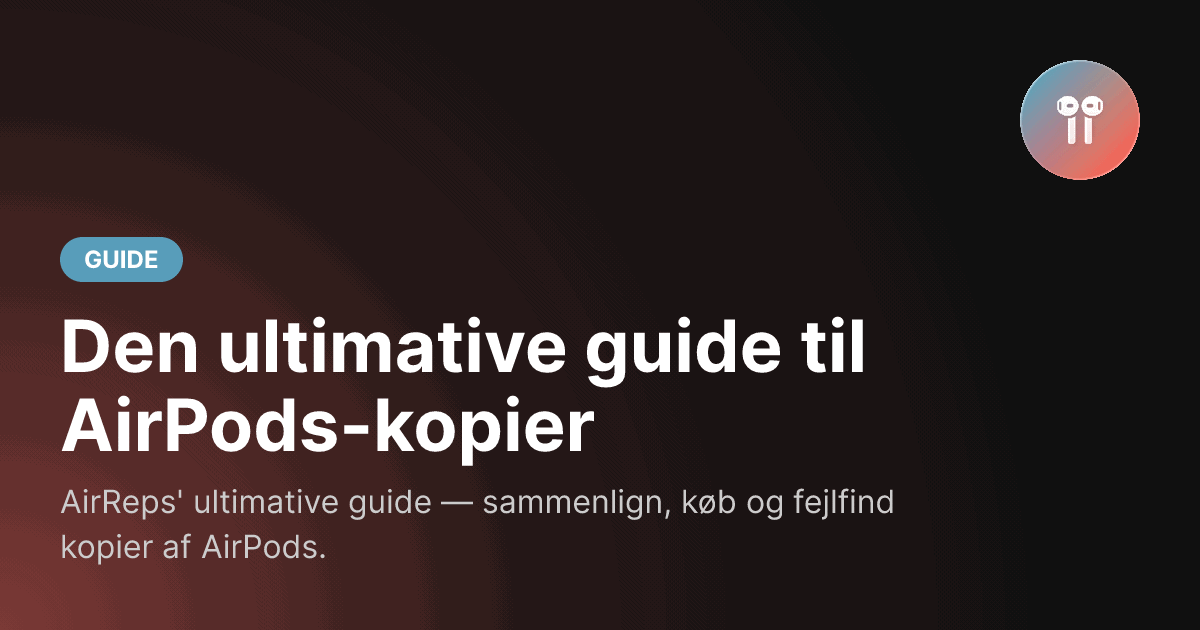 GUIDE
Den ultimative guide til
AirPods-kopier
AirReps' ultimative guide — sammenlign, køb og fejlfind
kopier af AirPods.